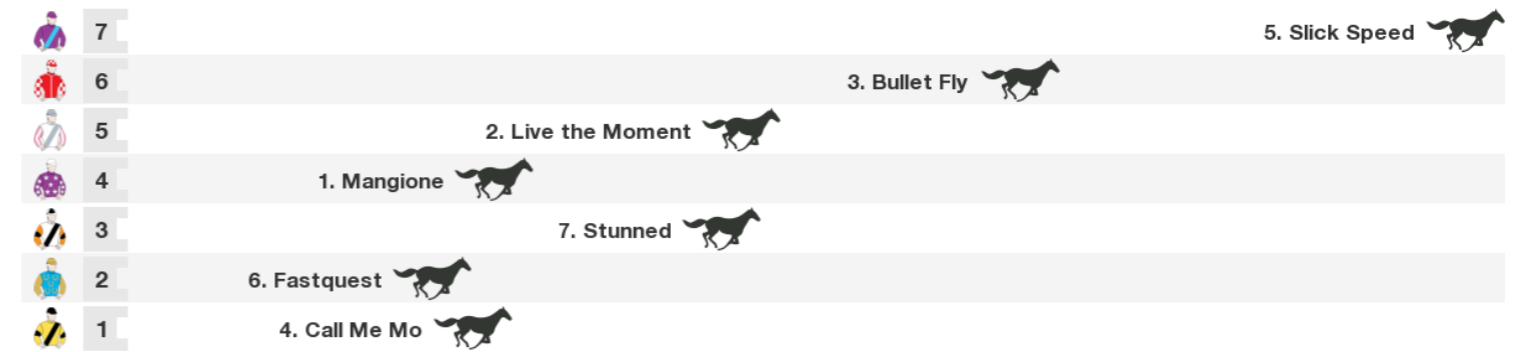 7 5. Slick Speed
6 3. Bullet Fly
5 2. Live the Moment
4 1. Mangione
3 7. Stunned
2 6. Fastquest
1 4. Call Me Mo